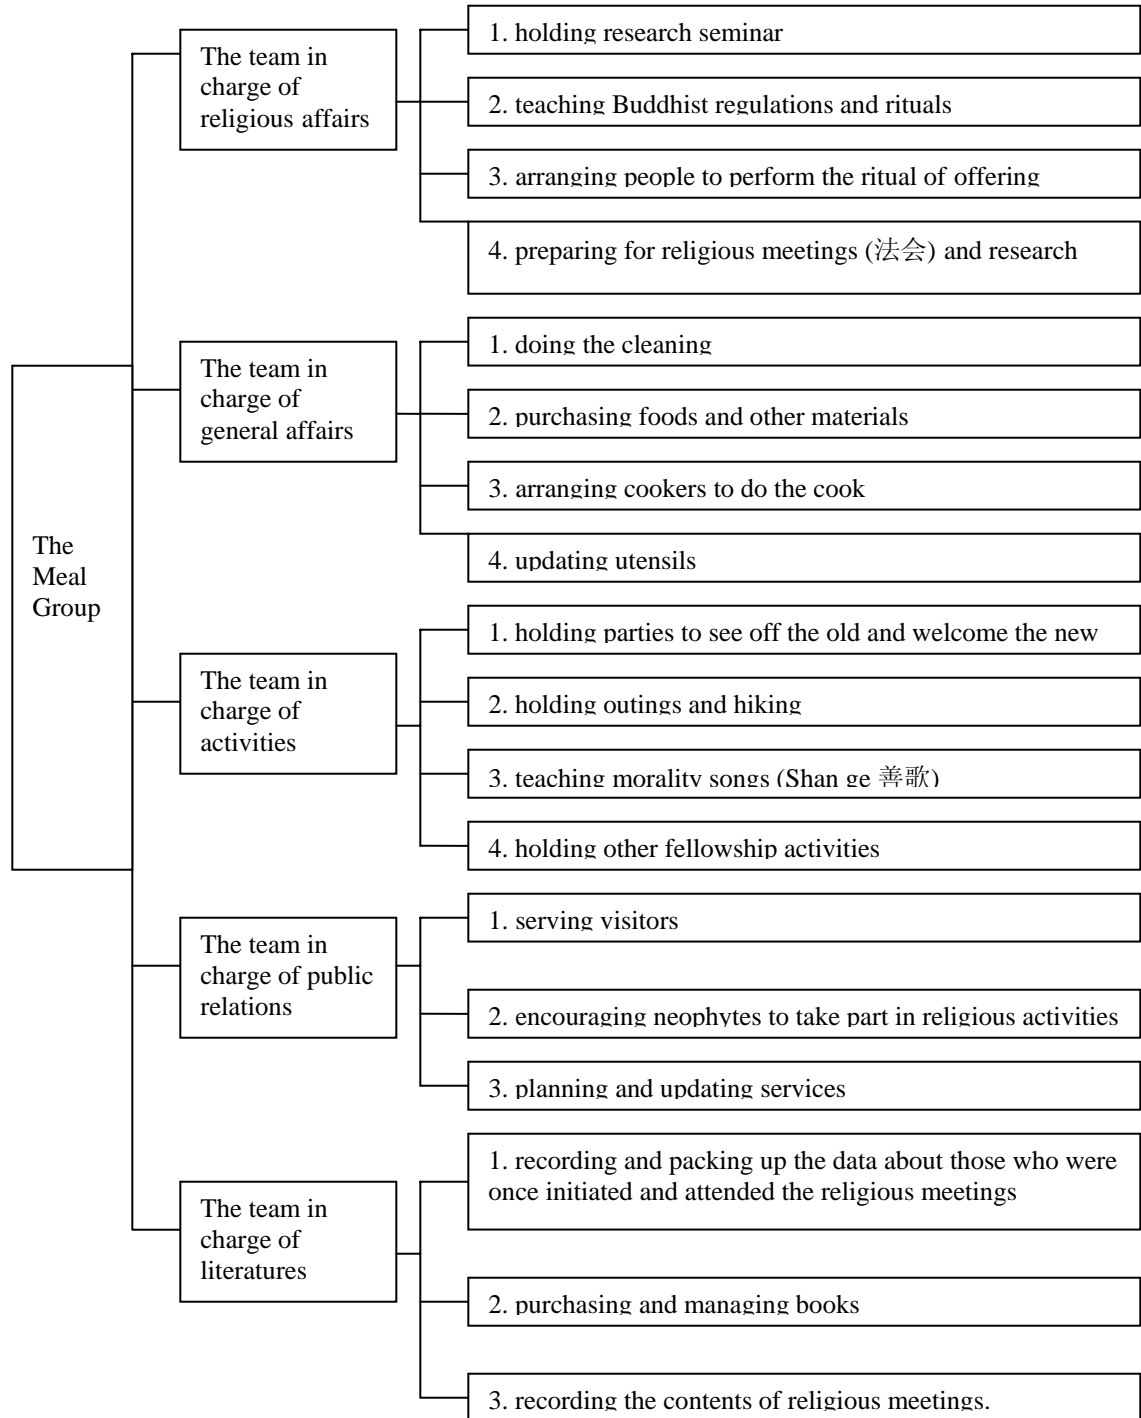 The
Meal
Group
The team in
charge of
religious affairs
1. holding research seminar
2. teaching Buddhist regulations and rituals
3. arranging people to perform the ritual of offering
4. preparing for religious meetings (法会) and research
The team in
charge of
general affairs
1. doing the cleaning
2. purchasing foods and other materials
3. arranging cookers to do the cook
4. updating utensils
The team in
charge of
activities
1. holding parties to see off the old and welcome the new
2. holding outings and hiking
3. teaching morality songs (Shan ge 善歌)
4. holding other fellowship activities
The team in
charge of public
relations
1. serving visitors
2. encouraging neophytes to take part in religious activities
3. planning and updating services
The team in
charge of
literatures
1. recording and packing up the data about those who were
once initiated and attended the religious meetings
2. purchasing and managing books
3. recording the contents of religious meetings.